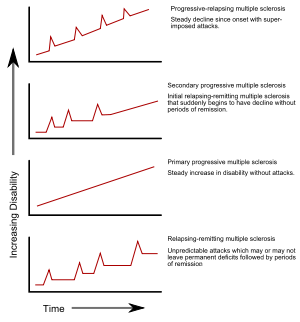 Progressive-relapsing multiple sclerosis
Steady decline since onset with super-
imposed attacks.
Secondary progressive multiple sclerosis
Initial relapsing-remitting multiple sclerosis
that suddenly begins to have decline without
periods of remission.
Primary progressive multiple sclerosis
Steady increase in disability without attacks.
Relapsing-remitting multiple sclerosis
Unpredictable attacks which may or may not
leave permanent deficits followed by periods
of remission
Increasing Disability
Time